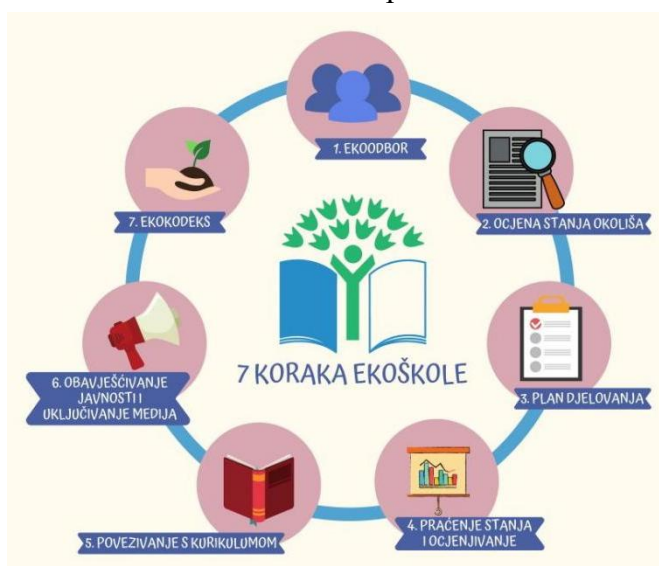 1. EKOODBOR
2. OCJENA STANJA OKOLIŠA
3. PLAN DJELOVANJA
4. PRAĆENJE STANJA
I OCJENJIVANJE
5. POVEZIVANJE S KURIKULUMOM
6. OBAVJEŠĆIVANJE
JAVNOSTI I
UKLJUČIVANJE MEDIJA
7. EKOKODEKS
7 KORAKA EKOŠKOLE